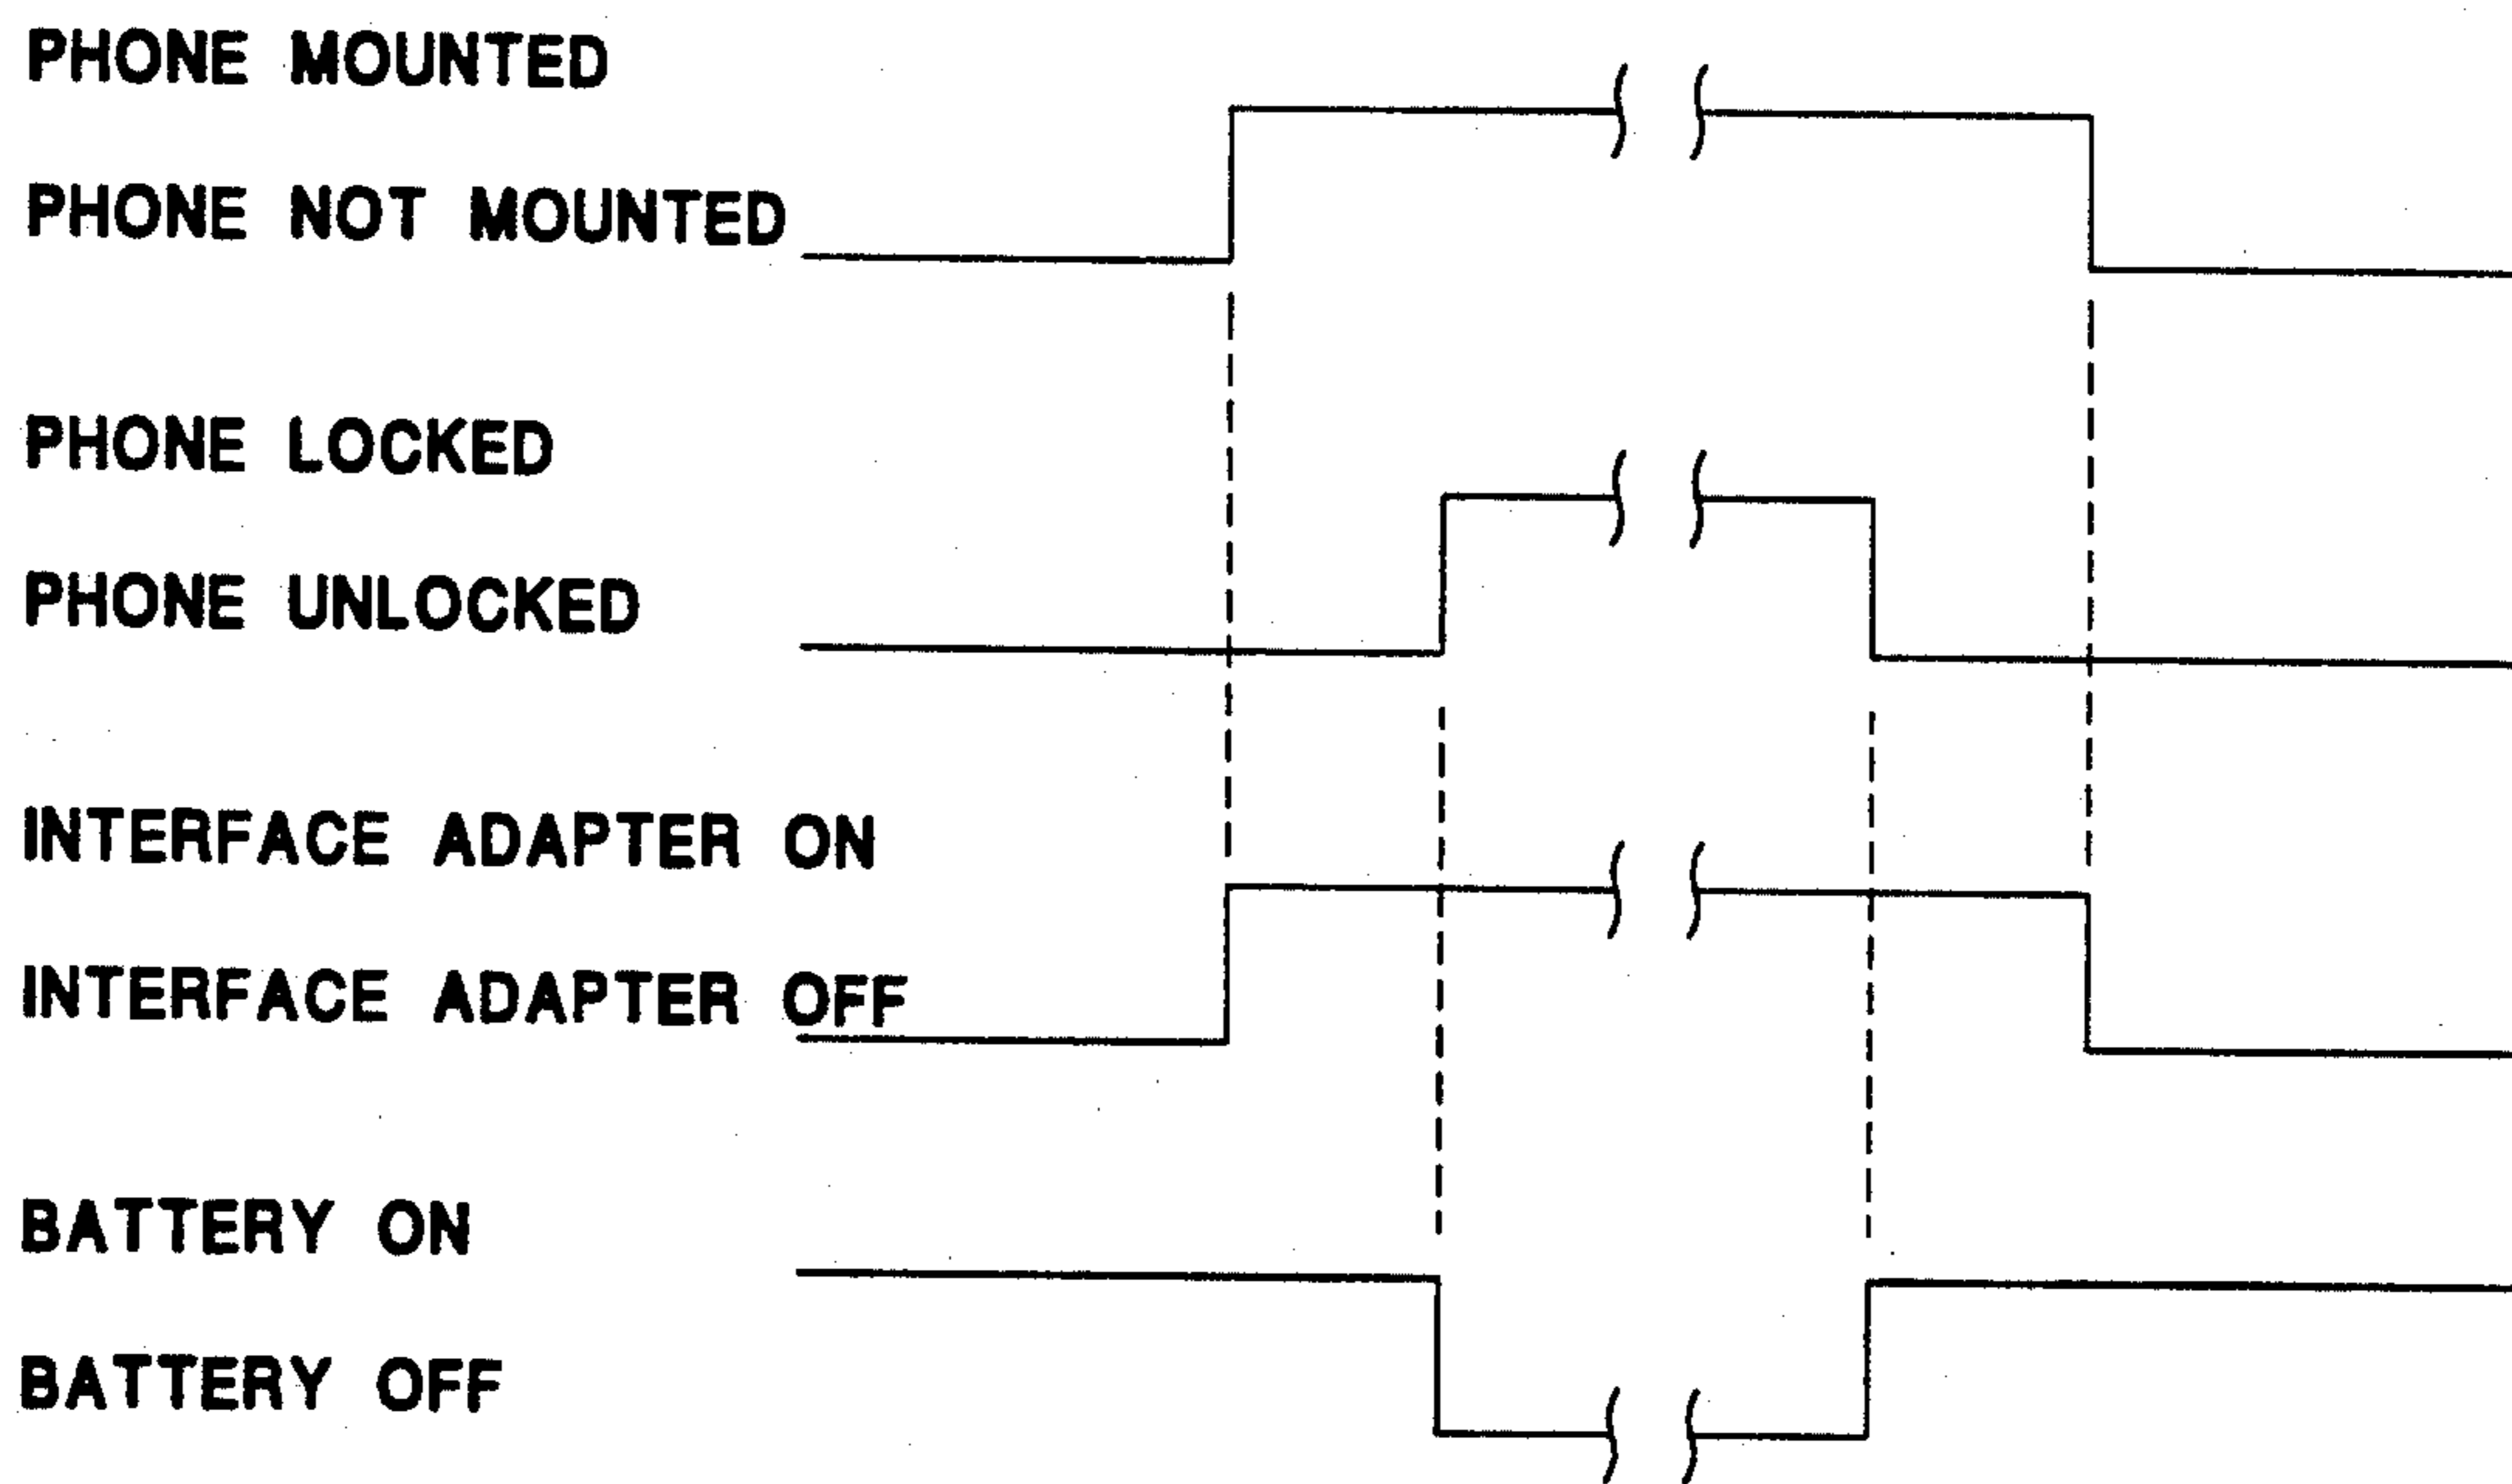 PHONE MOUNTED
PHONE NOT MOUNTED
PHONE LOCKED
PHONE UNLOCKED
INTERFACE ADAPTER ON
INTERFACE ADAPTER OFF
BATTERY ON
BATTERY OFF